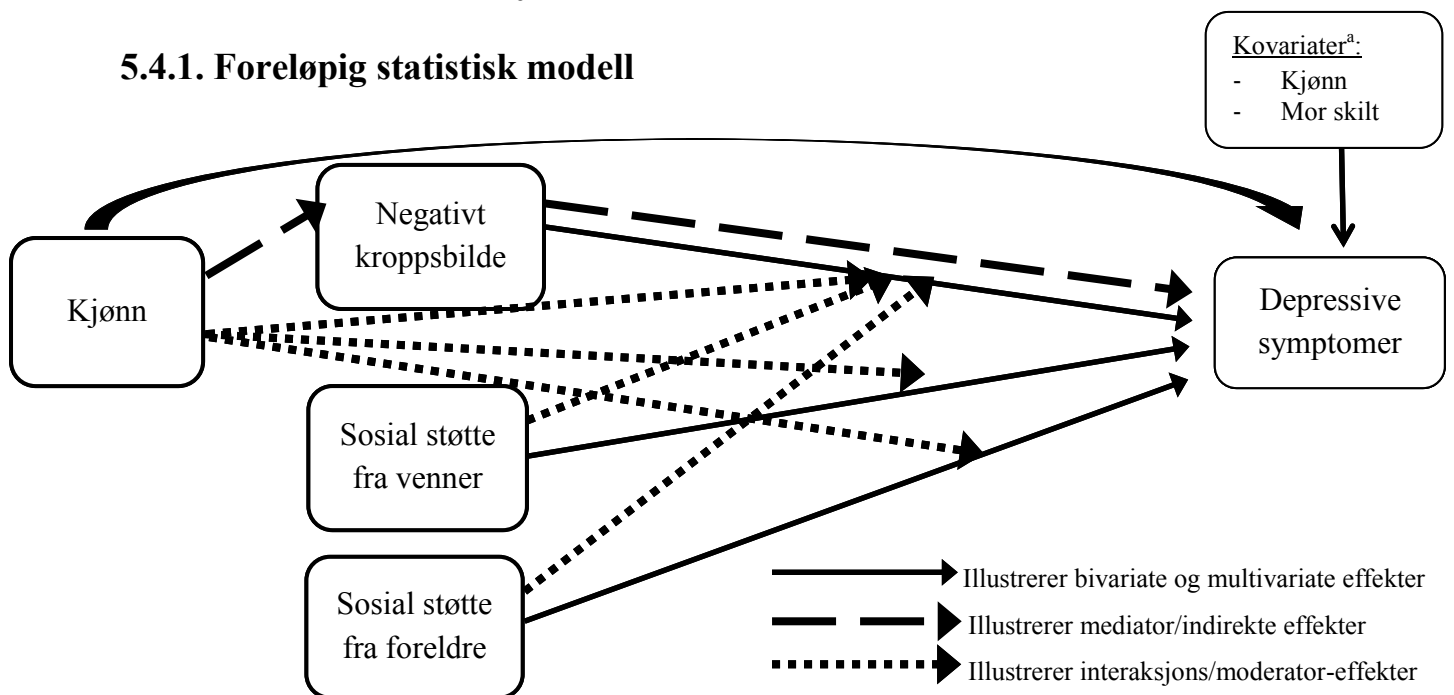 5.4.1. Foreløpig statistisk modell
Kovariaterᵃ:
- Kjønn
- Mor skilt
Negativt
kroppsbilde
Kjønn
Depressive
symptomer
Sosial støtte
fra venner
Sosial støtte
fra foreldre
Illustrerer bivariate og multivariate effekter
Illustrerer mediator/indirekte effekter
Illustrerer interaksjons/moderator-effekter